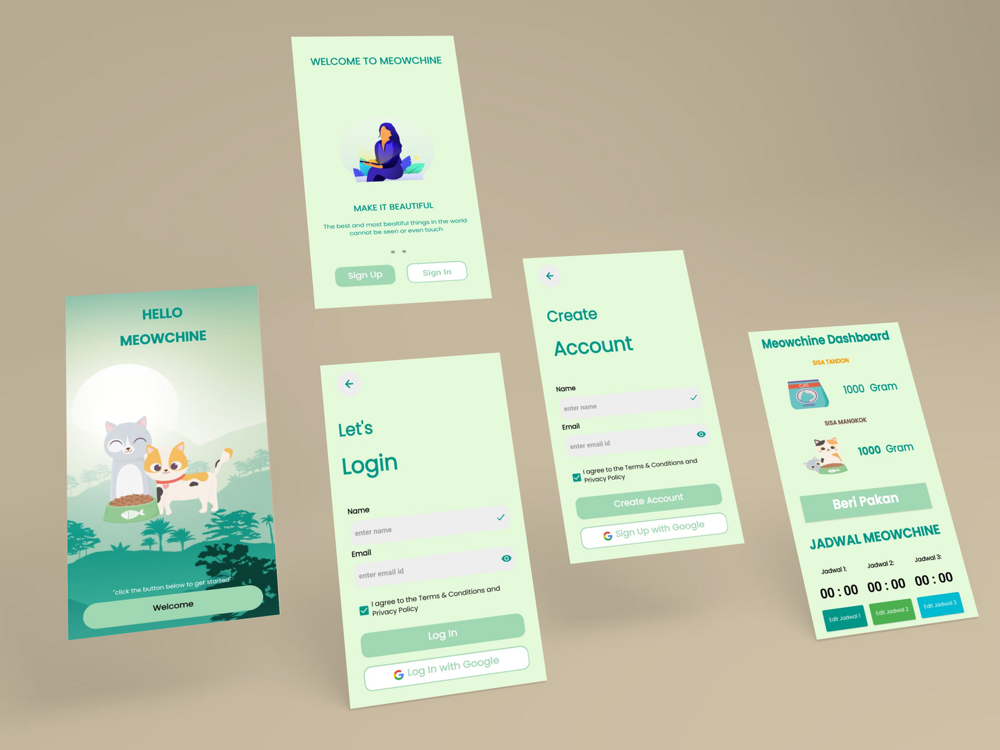 WELCOME TO MEOWCHINE
MAKE IT BEAUTIFUL
The best and most beaitiful things in the world
cannot be seen or even touch
Sign Up
Sign In
HELLO
MEOWCHINE
"click the button below to get started"
Welcome
Let's
Login
Name
enter name
Email
enter email id
I agree to the Terms & Conditions and
Privacy Policy
Log In
G Log In with Google
Create
Account
Name
enter name
Email
enter email id
I agree to the Terms & Conditions and
Privacy Policy
Create Account
G Sign Up with Google
Meowchine Dashboard
SISA TANDON
CAT
FOOD
1000 Gram
SISA MANGKOK
1000 Gram
Beri Pakan
JADWAL MEOWCHINE
Jadwal 1: Jadwal 2: Jadwal 3:
00 : 00 00 : 00 00 : 00
Edit Jadwal 1 Edit Jadwal 2 Edit Jadwal 3